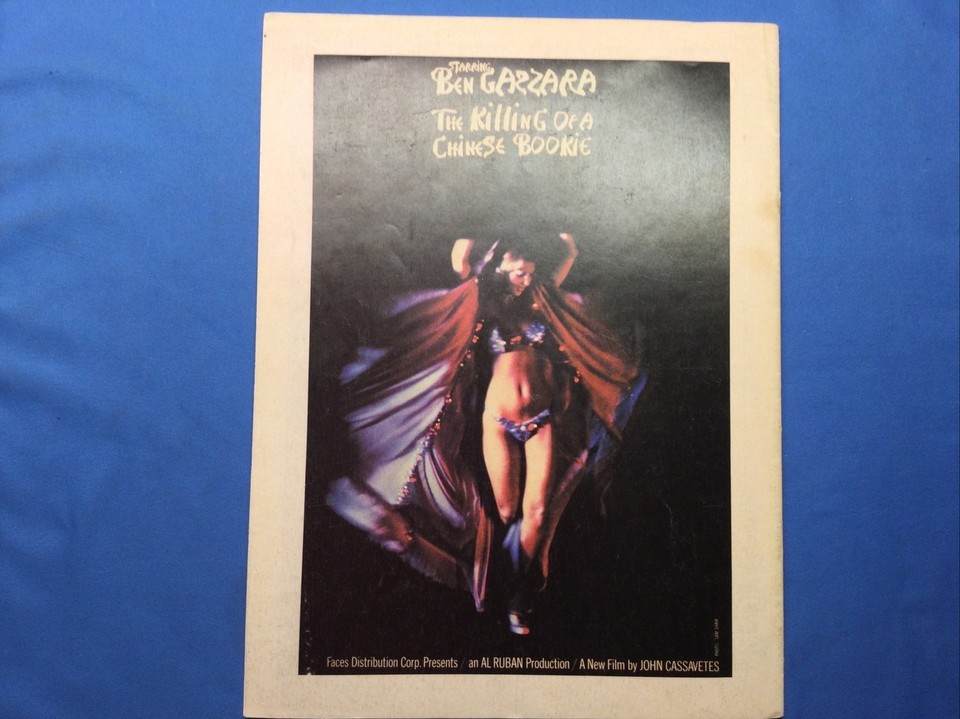 STARRING
BEN GAZZARA
THE KilliNG OF A
CHINESE BOOKIE
Faces Distribution Corp. Presents / an AL RUBAN Production / A New Film by JOHN CASSAVETES